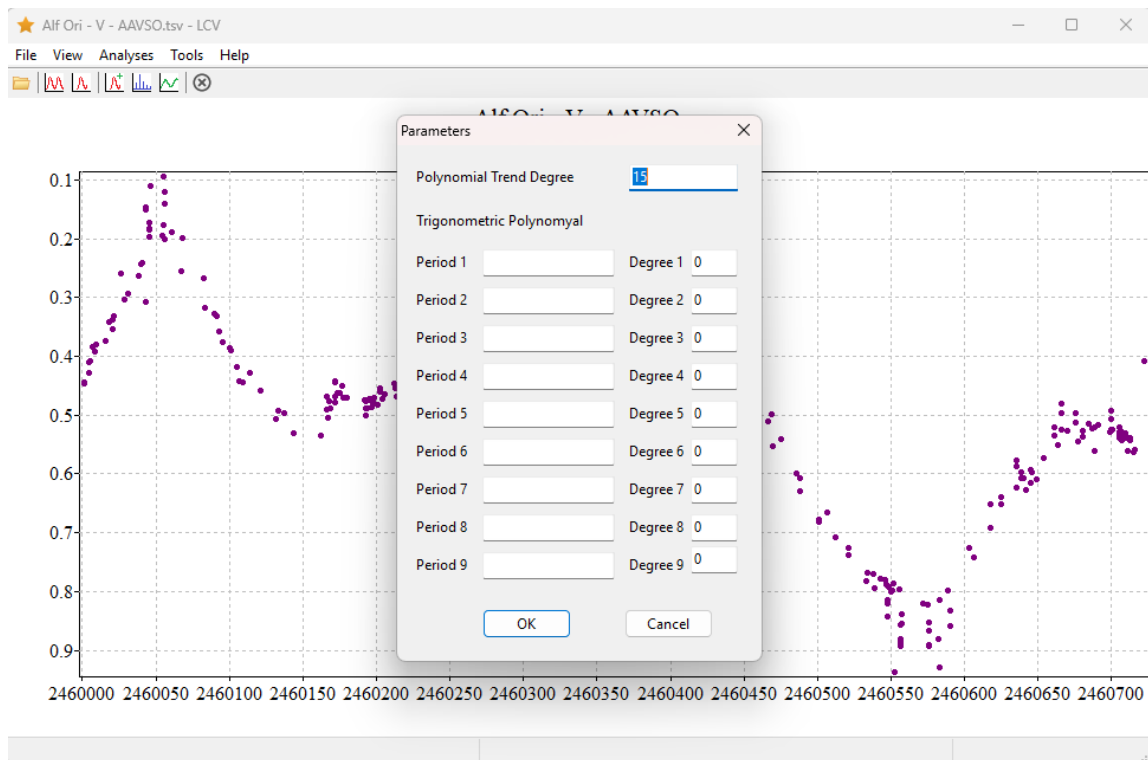 Alf Ori - V - AAVSO.tsv - LCV
File View Analyses Tools Help
Alf Ori - V - AAVSO
Parameters
Polynomial Trend Degree 15
Trigonometric Polynomyal
Period 1 Degree 1 0
Period 2 Degree 2 0
Period 3 Degree 3 0
Period 4 Degree 4 0
Period 5 Degree 5 0
Period 6 Degree 6 0
Period 7 Degree 7 0
Period 8 Degree 8 0
Period 9 Degree 9 0
OK Cancel
0.1
0.2
0.3
0.4
0.5
0.6
0.7
0.8
0.9
2460000 2460050 2460100 2460150 2460200 2460250 2460300 2460350 2460400 2460450 2460500 2460550 2460600 2460650 2460700